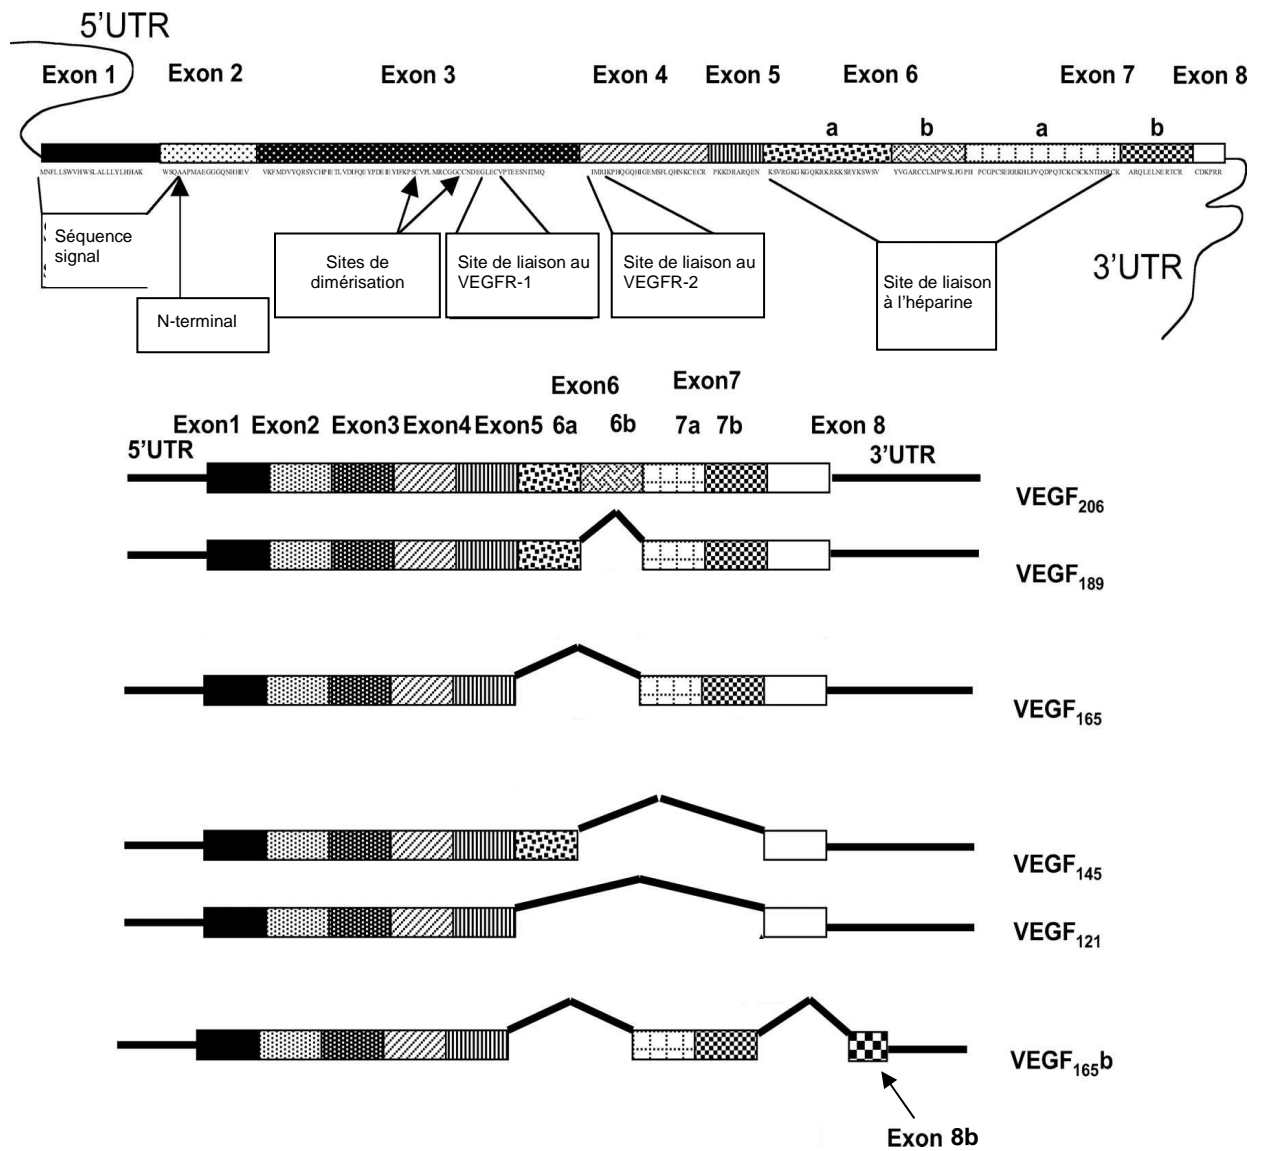 5'UTR
Exon 1 Exon 2 Exon 3 Exon 4 Exon 5 Exon 6 Exon 7 Exon 8
a b a b
Séquence
signal
N-terminal
Sites de
dimérisation
Site de liaison au
VEGFR-1
Site de liaison au
VEGFR-2
Site de liaison
à l'héparine
3'UTR
Exon6 Exon7
Exon1 Exon2 Exon3 Exon4 Exon5 6a 6b 7a 7b Exon 8
5'UTR 3'UTR
VEGF206
VEGF189
VEGF165
VEGF145
VEGF121
VEGF165b
Exon 8b